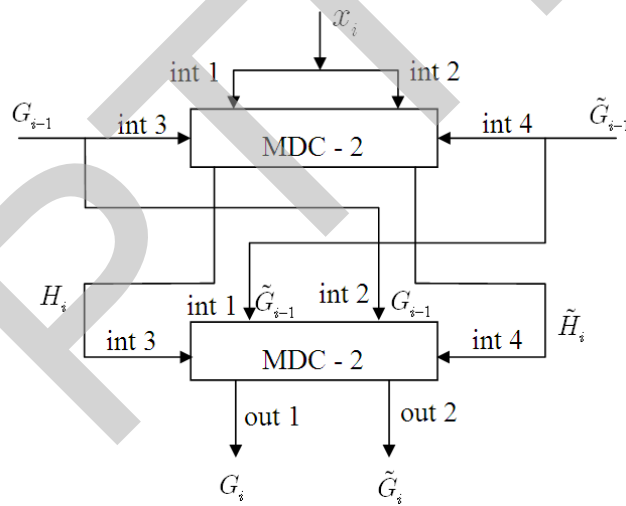 x_i
int 1 int 2
G_{i-1} int 3 MDC - 2 int 4 G̃_{i-1}
H_i int 1 G̃_{i-1} int 2 G_{i-1} H̃_i
int 3 MDC - 2 int 4
out 1 out 2
G_i G̃_i